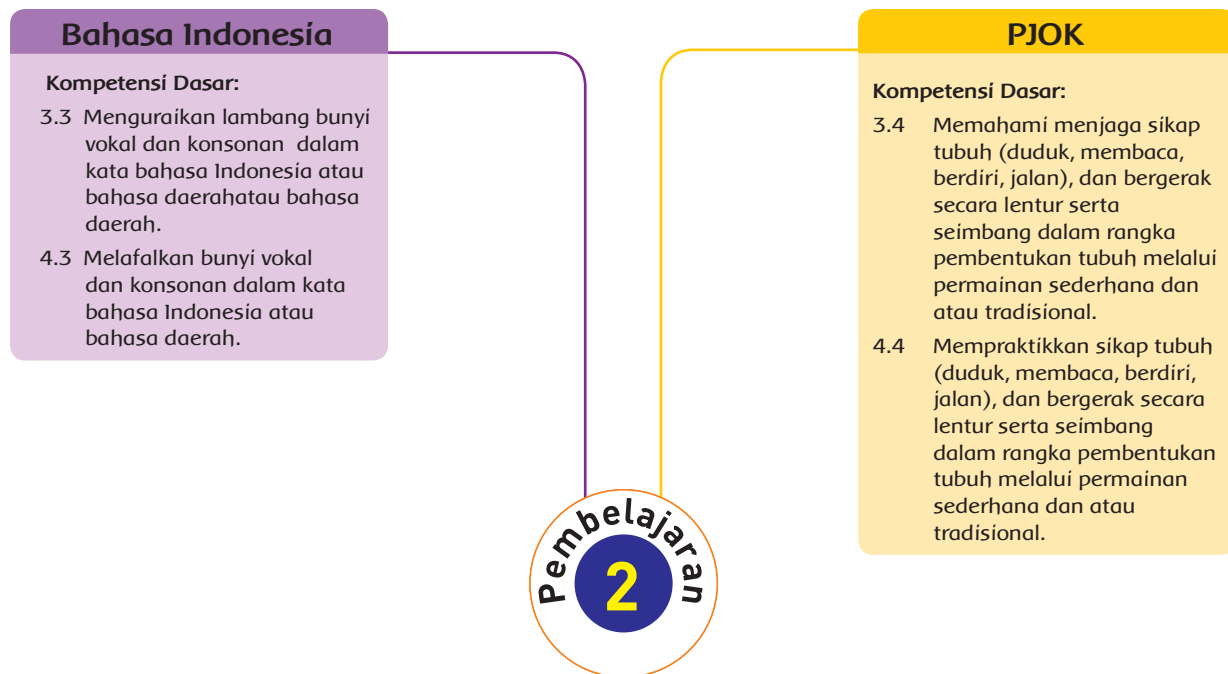 Bahasa Indonesia
Kompetensi Dasar:
3.3 Menguraikan lambang bunyi
vokal dan konsonan dalam
kata bahasa Indonesia atau
bahasa daerahatau bahasa
daerah.
4.3 Melafalkan bunyi vokal
dan konsonan dalam kata
bahasa Indonesia atau
bahasa daerah.
PJOK
Kompetensi Dasar:
3.4 Memahami menjaga sikap
tubuh (duduk, membaca,
berdiri, jalan), dan bergerak
secara lentur serta
seimbang dalam rangka
pembentukan tubuh melalui
permainan sederhana dan
atau tradisional.
4.4 Mempraktikkan sikap tubuh
(duduk, membaca, berdiri,
jalan), dan bergerak secara
lentur serta seimbang
dalam rangka pembentukan
tubuh melalui permainan
sederhana dan atau
tradisional.
Pembelajaran
2